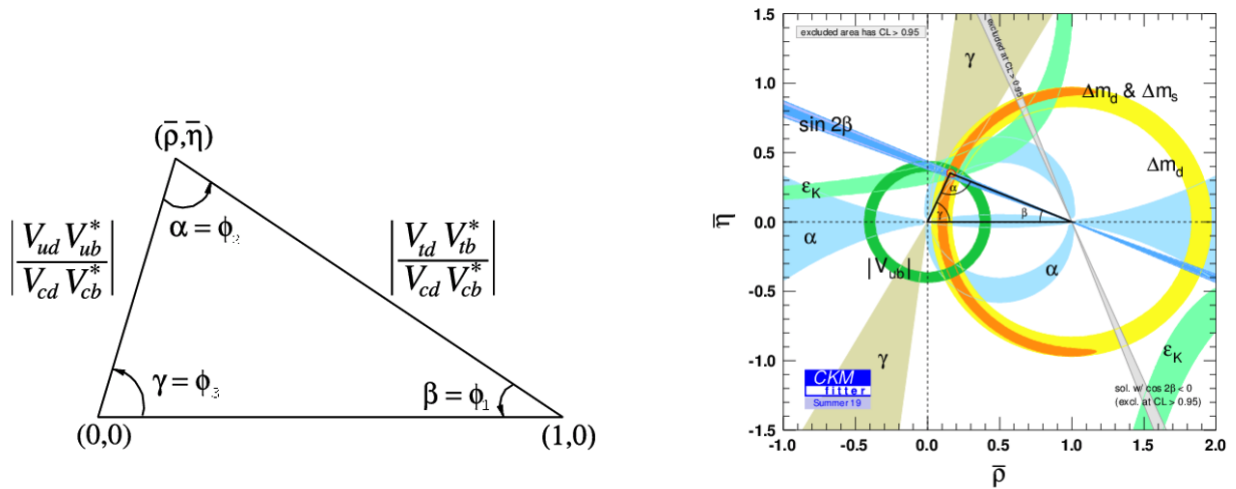 (ρ̄,η̄)
α = ϕ₂
|V_ud V*_ub / V_cd V*_cb|
|V_td V*_tb / V_cd V*_cb|
γ = ϕ₃
β = ϕ₁
(0,0)
(1,0)
excluded area has CL > 0.95
excluded at CL > 0.95
γ
Δm_d & Δm_s
sin 2β
Δm_d
ε_K
α
α
γ
β
α
|V_ub|
α
γ
ε_K
CKM
fitter
Summer 19
sol. w/ cos 2β < 0
(excl. at CL > 0.95)
1.5
1.0
0.5
0.0
-0.5
-1.0
-1.5
η̄
-1.0 -0.5 0.0 0.5 1.0 1.5 2.0
ρ̄